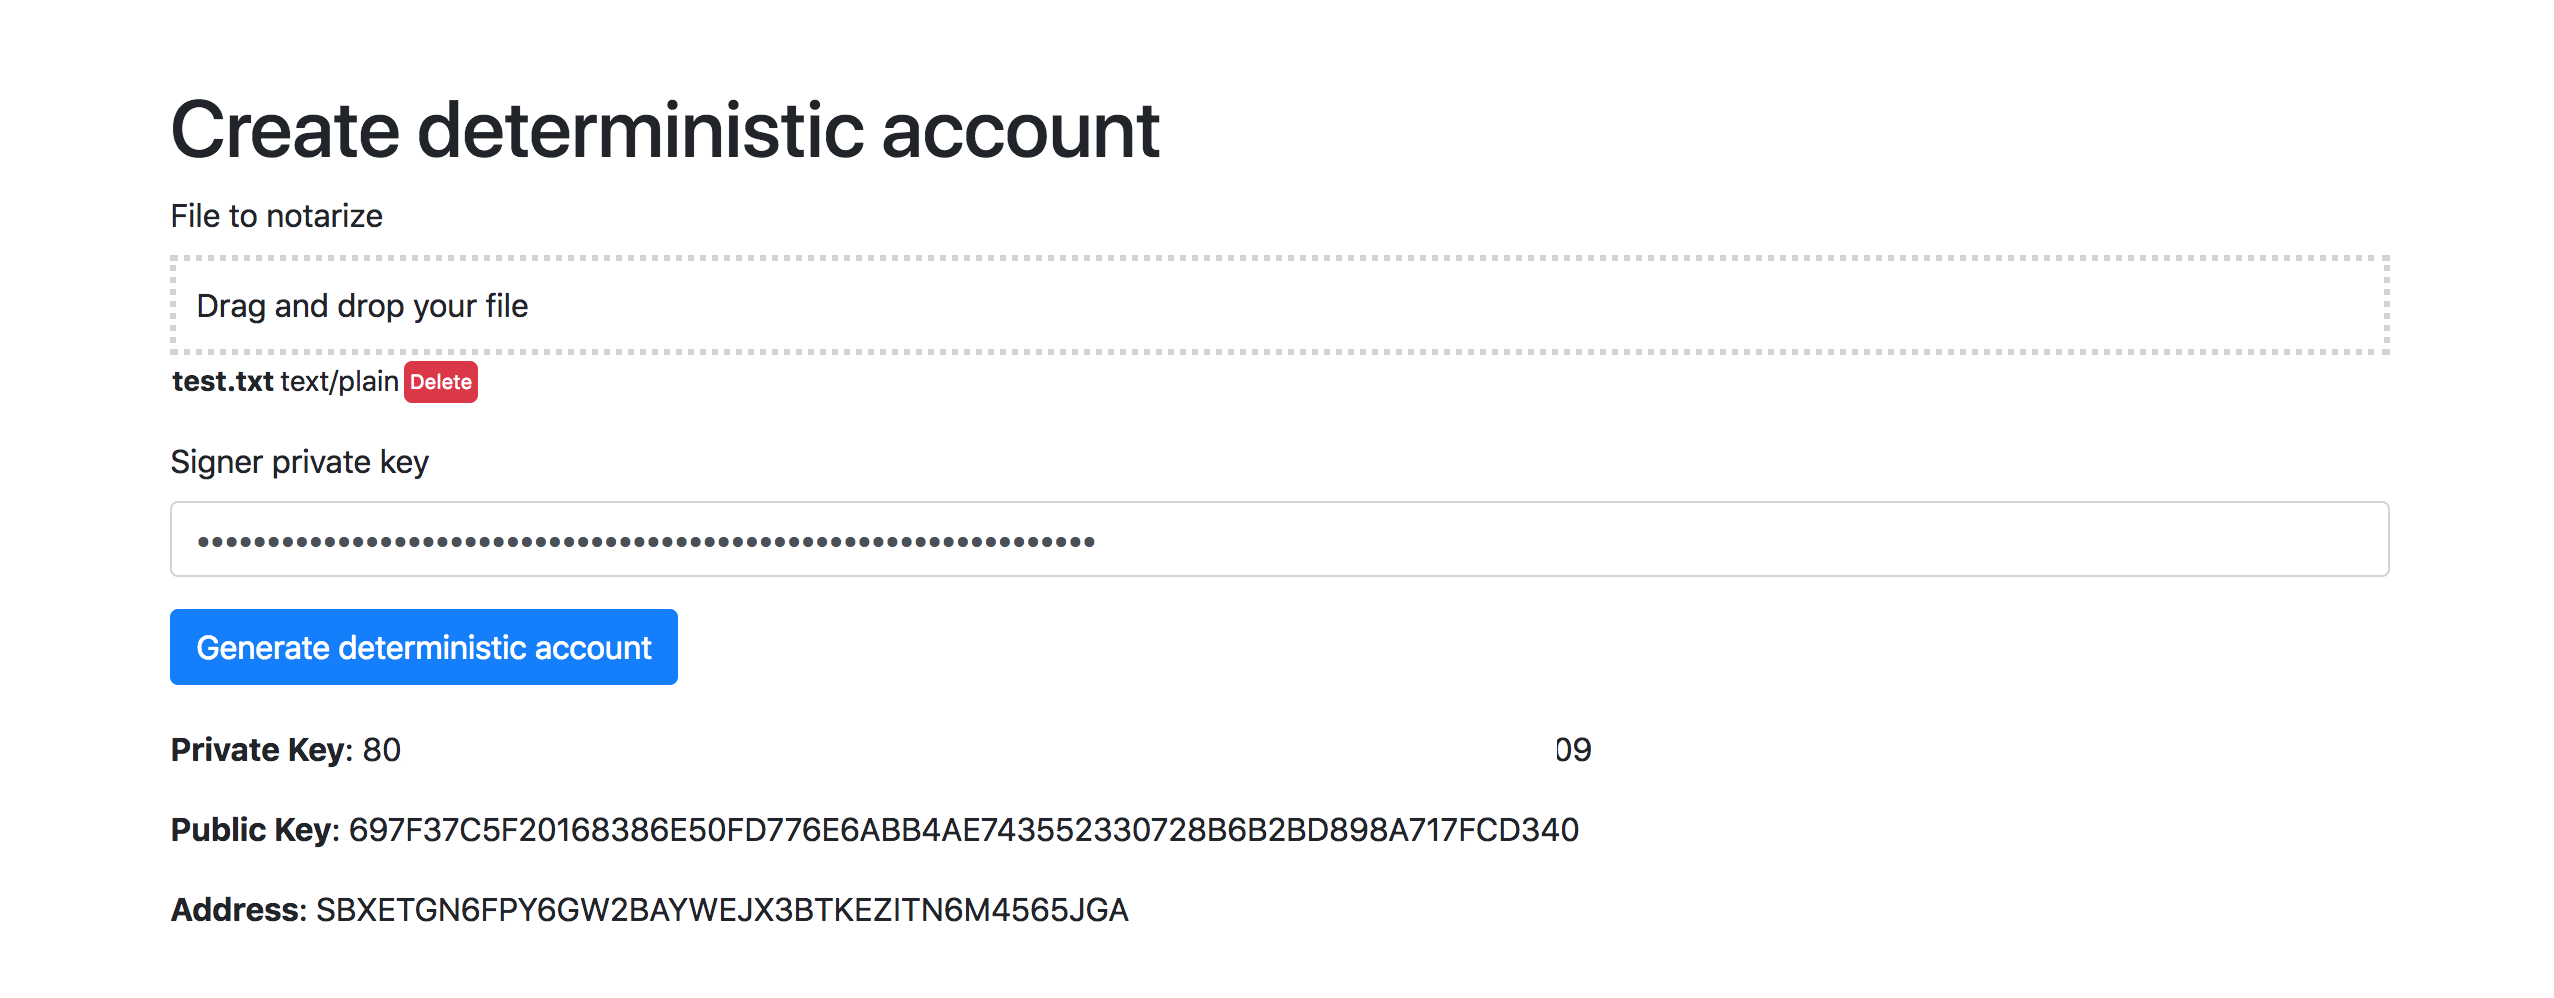 Create deterministic account
File to notarize
Drag and drop your file
test.txt text/plain Delete
Signer private key
••••••••••••••••••••••••••••••••••••••••••••••••••••••••••••••••
Generate deterministic account
Private Key: 80 09
Public Key: 697F37C5F20168386E50FD776E6ABB4AE743552330728B6B2BD898A717FCD340
Address: SBXETGN6FPY6GW2BAYWEJX3BTKEZITN6M4565JGA